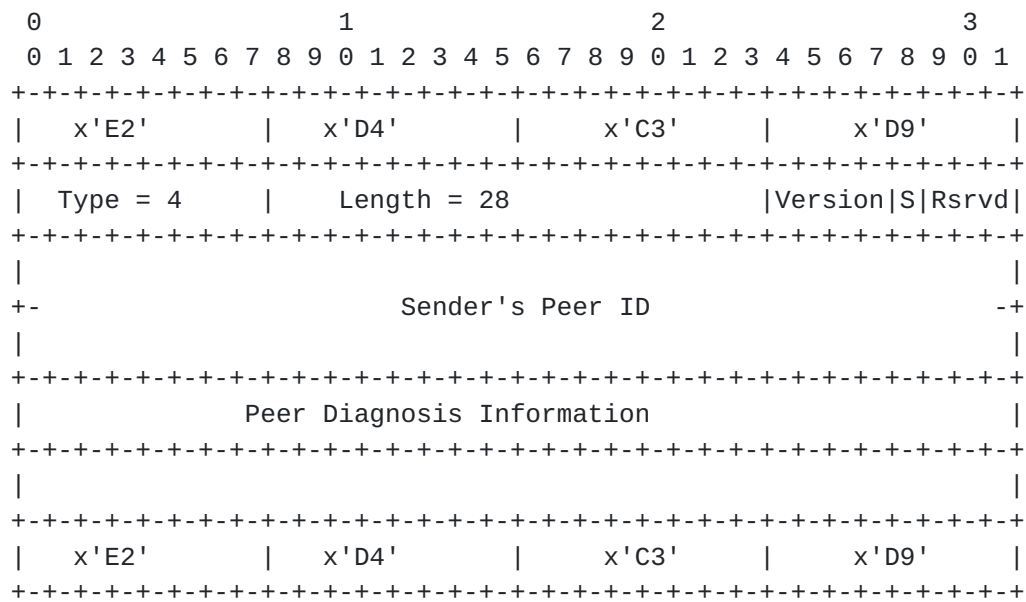 0                   1                   2                   3
 0 1 2 3 4 5 6 7 8 9 0 1 2 3 4 5 6 7 8 9 0 1 2 3 4 5 6 7 8 9 0 1
+-+-+-+-+-+-+-+-+-+-+-+-+-+-+-+-+-+-+-+-+-+-+-+-+-+-+-+-+-+-+-+-+
|   x'E2'       |   x'D4'       |     x'C3'     |     x'D9'     |
+-+-+-+-+-+-+-+-+-+-+-+-+-+-+-+-+-+-+-+-+-+-+-+-+-+-+-+-+-+-+-+-+
|  Type = 4     |    Length = 28                |Version|S|Rsrvd|
+-+-+-+-+-+-+-+-+-+-+-+-+-+-+-+-+-+-+-+-+-+-+-+-+-+-+-+-+-+-+-+-+
|                                                               |
+-                       Sender's Peer ID                      -+
|                                                               |
+-+-+-+-+-+-+-+-+-+-+-+-+-+-+-+-+-+-+-+-+-+-+-+-+-+-+-+-+-+-+-+-+
|              Peer Diagnosis Information                       |
+-+-+-+-+-+-+-+-+-+-+-+-+-+-+-+-+-+-+-+-+-+-+-+-+-+-+-+-+-+-+-+-+
|                                                               |
+-+-+-+-+-+-+-+-+-+-+-+-+-+-+-+-+-+-+-+-+-+-+-+-+-+-+-+-+-+-+-+-+
|   x'E2'       |   x'D4'       |     x'C3'     |     x'D9'     |
+-+-+-+-+-+-+-+-+-+-+-+-+-+-+-+-+-+-+-+-+-+-+-+-+-+-+-+-+-+-+-+-+